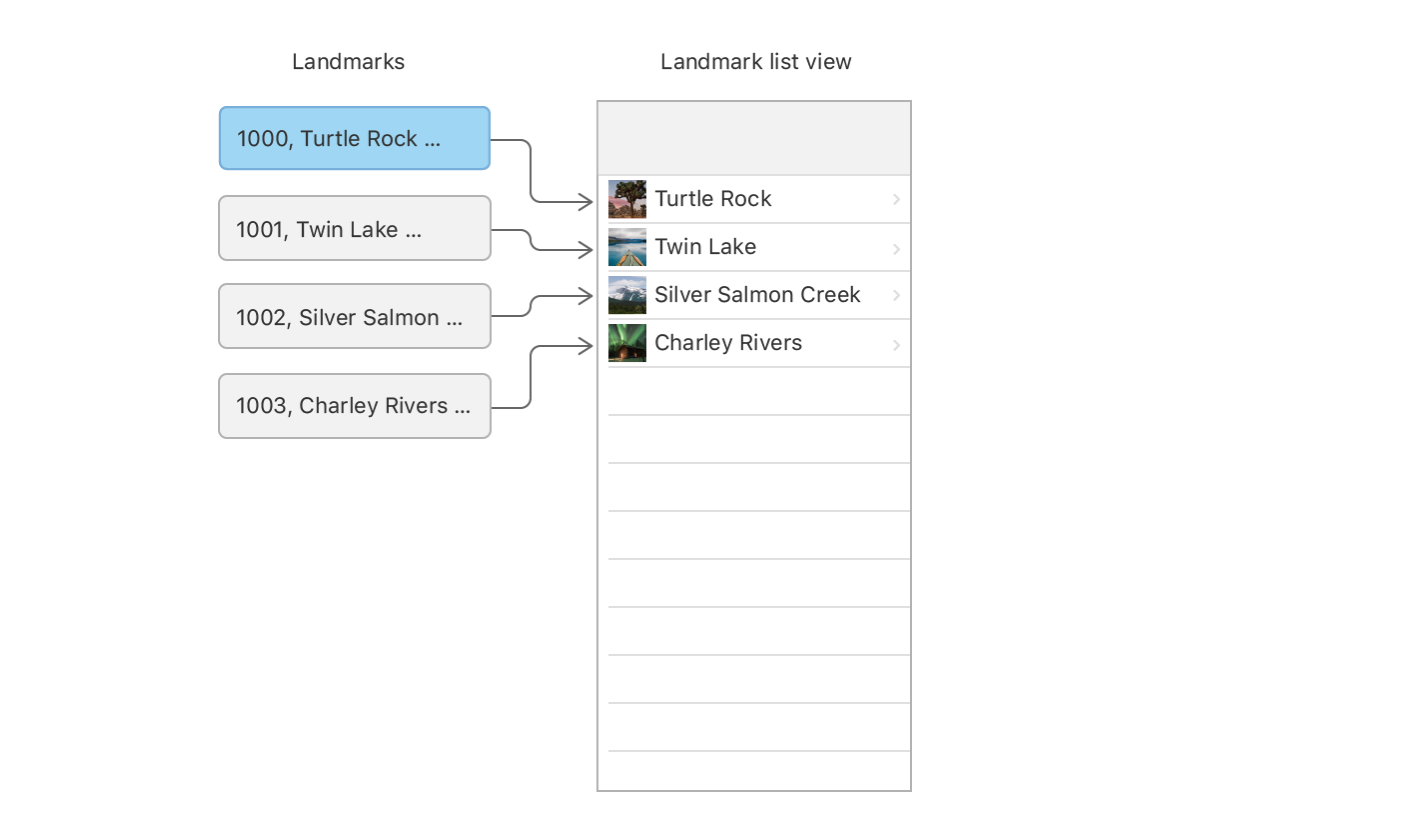 Landmarks
1000, Turtle Rock ...
1001, Twin Lake ...
1002, Silver Salmon ...
1003, Charley Rivers ...
Landmark list view
Turtle Rock
Twin Lake
Silver Salmon Creek
Charley Rivers